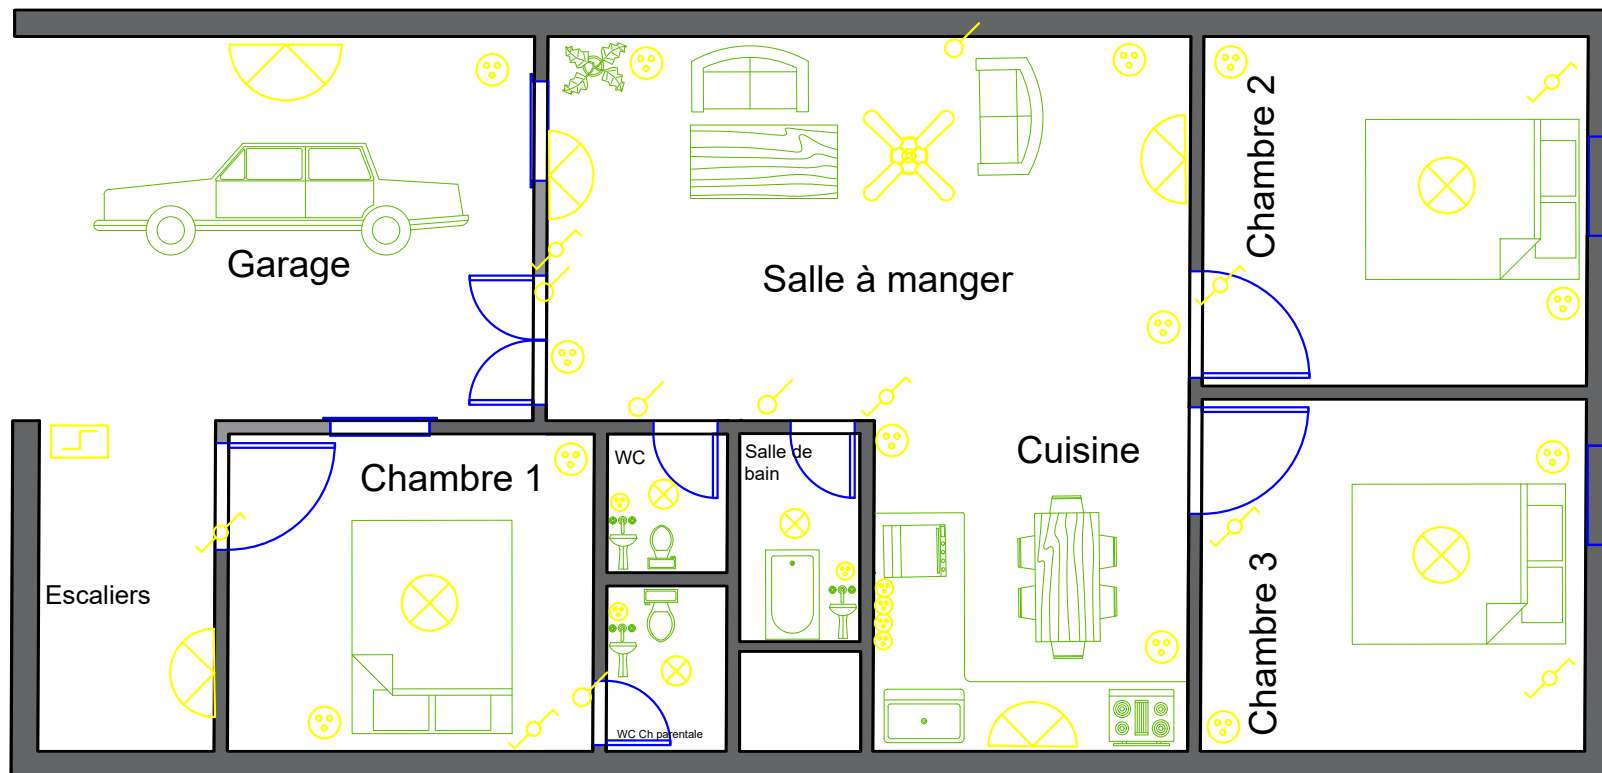 Chambre 2
Garage
Salle à manger
Cuisine
WC
Salle de
bain
Chambre 1
Escaliers
Chambre 3
WC Ch parentale